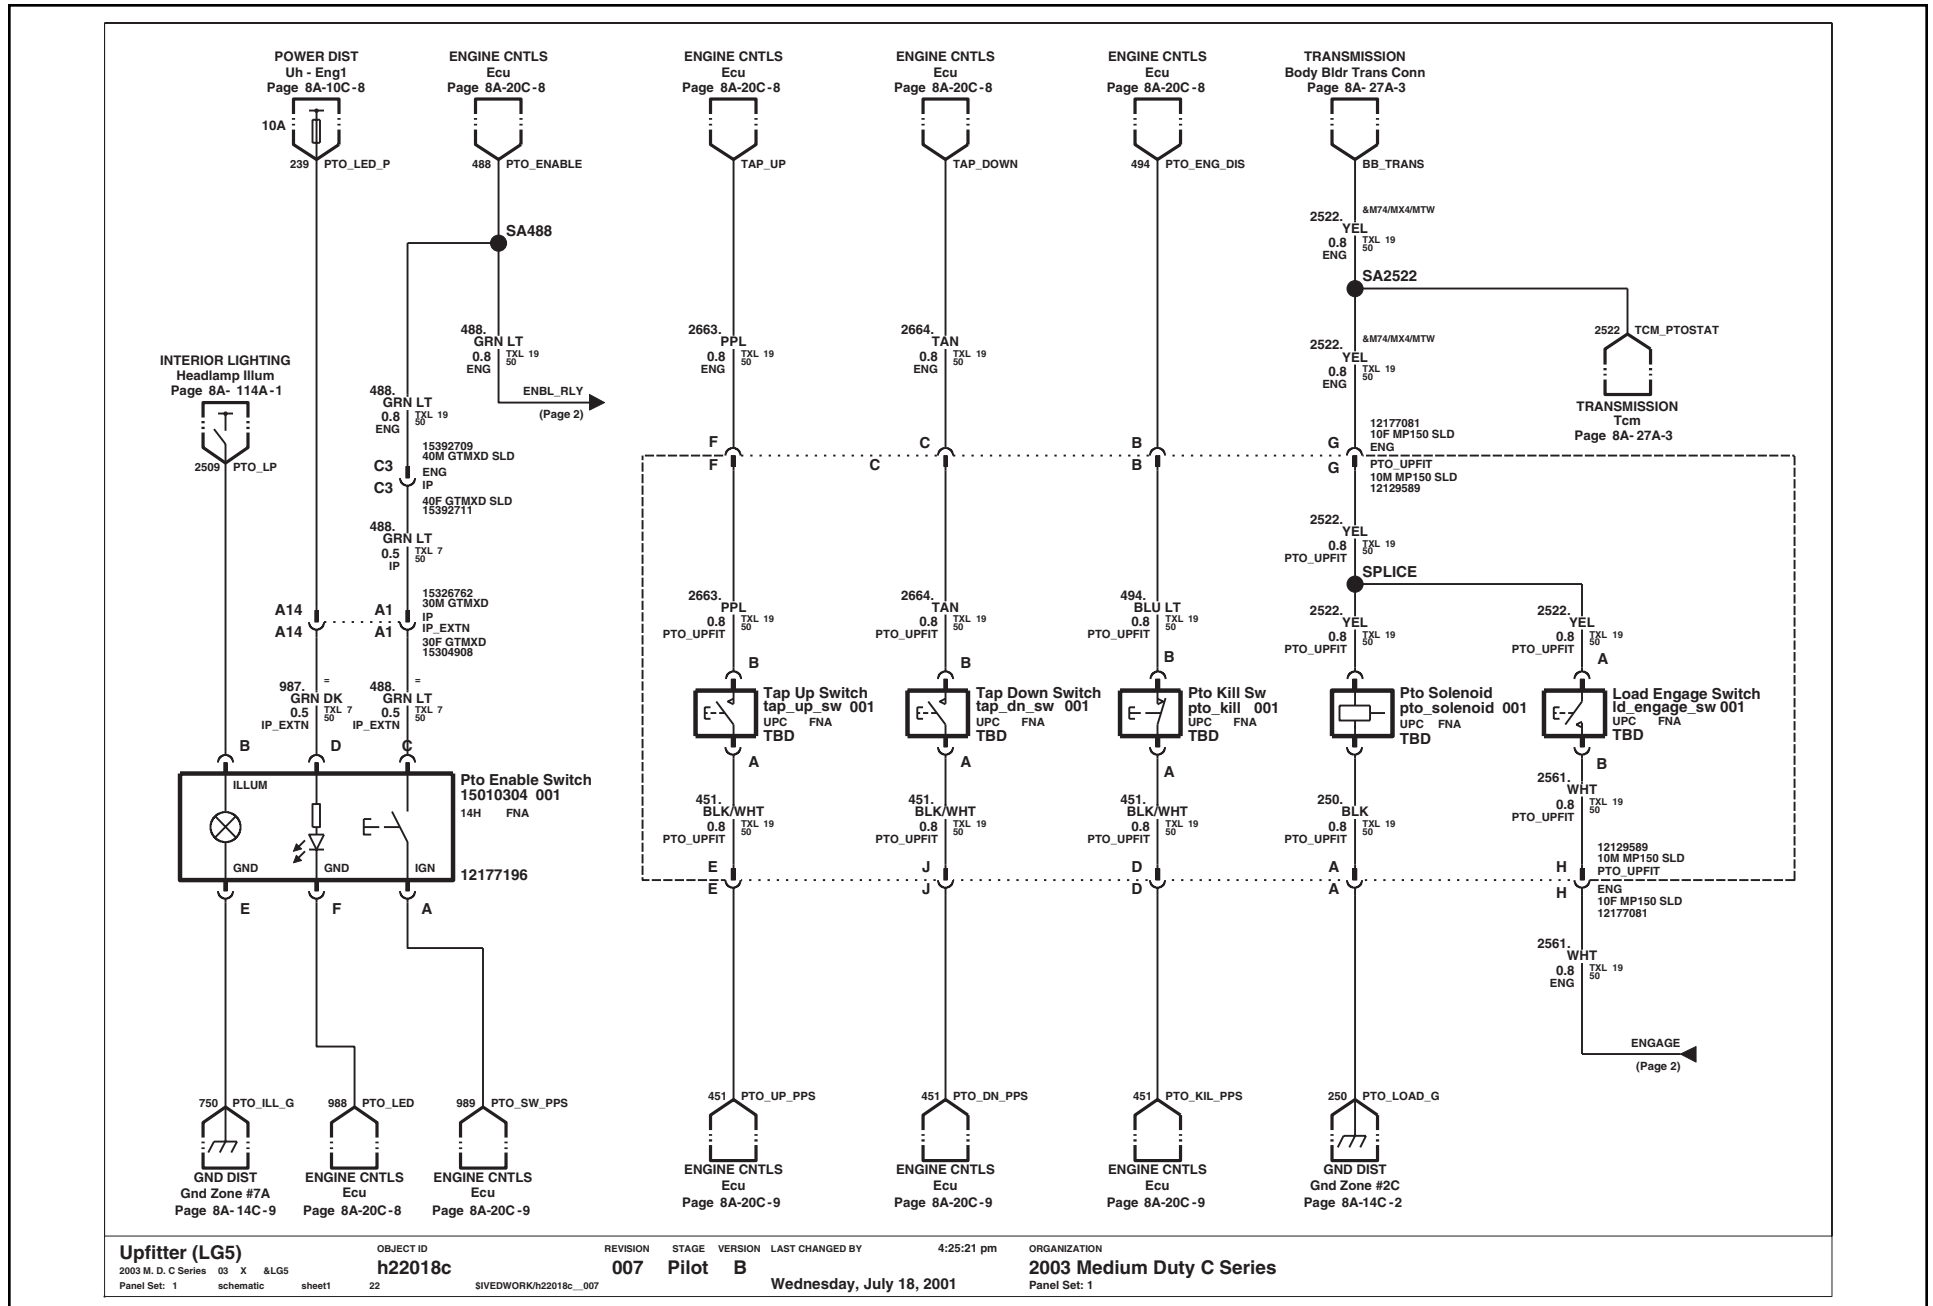 POWER DIST
Uh - Eng1
Page 8A-10C-8
10A
239 PTO_LED_P
ENGINE CNTLS
Ecu
Page 8A-20C-8
488 PTO_ENABLE
ENGINE CNTLS
Ecu
Page 8A-20C-8
TAP_UP
ENGINE CNTLS
Ecu
Page 8A-20C-8
TAP_DOWN
ENGINE CNTLS
Ecu
Page 8A-20C-8
494 PTO_ENG_DIS
TRANSMISSION
Body Bldr Trans Conn
Page 8A- 27A-3
BB_TRANS
2522. &M74/MX4/MTW
YEL
0.8 TXL 19
50
ENG
SA488
SA2522
2522 TCM_PTOSTAT
TRANSMISSION
Tcm
Page 8A- 27A-3
INTERIOR LIGHTING
Headlamp Illum
Page 8A- 114A-1
2509 PTO_LP
488.
GRN LT
0.8 TXL 19
50
ENG
ENBL_RLY
(Page 2)
488.
GRN LT
0.8 TXL 19
50
ENG
2663.
PPL
0.8 TXL 19
50
ENG
2664.
TAN
0.8 TXL 19
50
ENG
2522. &M74/MX4/MTW
YEL
0.8 TXL 19
50
ENG
15392709
40M GTMXD SLD
C3 ENG
C3 IP
40F GTMXD SLD
15392711
F
F
C
C
B
B
G
G
12177081
10F MP150 SLD
ENG
PTO_UPFIT
10M MP150 SLD
12129589
488.
GRN LT
0.5 TXL 7
50
IP
2522.
YEL
0.8 TXL 19
50
PTO_UPFIT
SPLICE
15326762
30M GTMXD
A14 A1 IP
A14 A1 IP_EXTN
30F GTMXD
15304908
987. =
GRN DK
0.5 TXL 7
50
IP_EXTN
488. =
GRN LT
0.5 TXL 7
50
IP_EXTN
2663.
PPL
0.8 TXL 19
50
PTO_UPFIT
2664.
TAN
0.8 TXL 19
50
PTO_UPFIT
494.
BLU LT
0.8 TXL 19
50
PTO_UPFIT
2522.
YEL
0.8 TXL 19
50
PTO_UPFIT
2522.
YEL
0.8 TXL 19
50
PTO_UPFIT
B
Tap Up Switch
tap_up_sw 001
UPC FNA
TBD
A
B
Tap Down Switch
tap_dn_sw 001
UPC FNA
TBD
A
B
Pto Kill Sw
pto_kill 001
UPC FNA
TBD
A
Pto Solenoid
pto_solenoid 001
UPC FNA
TBD
A
Load Engage Switch
ld_engage_sw 001
UPC FNA
TBD
B
B D C
ILLUM
Pto Enable Switch
15010304 001
14H FNA
GND GND IGN
12177196
E F A
451.
BLK/WHT
0.8 TXL 19
50
PTO_UPFIT
451.
BLK/WHT
0.8 TXL 19
50
PTO_UPFIT
451.
BLK/WHT
0.8 TXL 19
50
PTO_UPFIT
250.
BLK
0.8 TXL 19
50
PTO_UPFIT
2561.
WHT
0.8 TXL 19
50
PTO_UPFIT
E
E
J
J
D
D
A
A
H
H
12129589
10M MP150 SLD
PTO_UPFIT
ENG
10F MP150 SLD
12177081
2561.
WHT
0.8 TXL 19
50
ENG
ENGAGE
(Page 2)
750 PTO_ILL_G
GND DIST
Gnd Zone #7A
Page 8A- 14C-9
988 PTO_LED
ENGINE CNTLS
Ecu
Page 8A-20C-8
989 PTO_SW_PPS
ENGINE CNTLS
Ecu
Page 8A-20C-9
451 PTO_UP_PPS
ENGINE CNTLS
Ecu
Page 8A-20C-9
451 PTO_DN_PPS
ENGINE CNTLS
Ecu
Page 8A-20C-9
451 PTO_KIL_PPS
ENGINE CNTLS
Ecu
Page 8A-20C-9
250 PTO_LOAD_G
GND DIST
Gnd Zone #2C
Page 8A-14C-2
Upfitter (LG5)
2003 M. D. C Series 03 X &LG5
Panel Set: 1 schematic sheet1 22 $IVEDWORK/h22018c__007
OBJECT ID
h22018c
REVISION STAGE VERSION LAST CHANGED BY 4:25:21 pm
007 Pilot B
Wednesday, July 18, 2001
ORGANIZATION
2003 Medium Duty C Series
Panel Set: 1